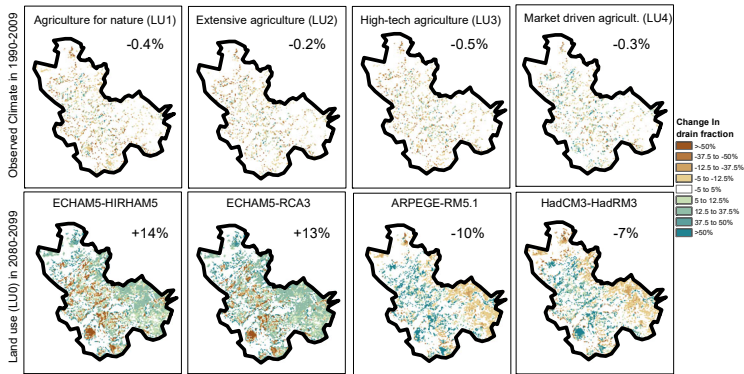 Agriculture for nature (LU1)
-0.4%
Extensive agriculture (LU2)
-0.2%
High-tech agriculture (LU3)
-0.5%
Market driven agricult. (LU4)
-0.3%
Observed Climate in 1990-2009
ECHAM5-HIRHAM5
+14%
ECHAM5-RCA3
+13%
ARPEGE-RM5.1
-10%
HadCM3-HadRM3
-7%
Land use (LU0) in 2080-2099
Change In
drain fraction
>-50%
-37.5 to -50%
-12.5 to -37.5%
-5 to -12.5%
-5 to 5%
5 to 12.5%
12.5 to 37.5%
37.5 to 50%
>50%